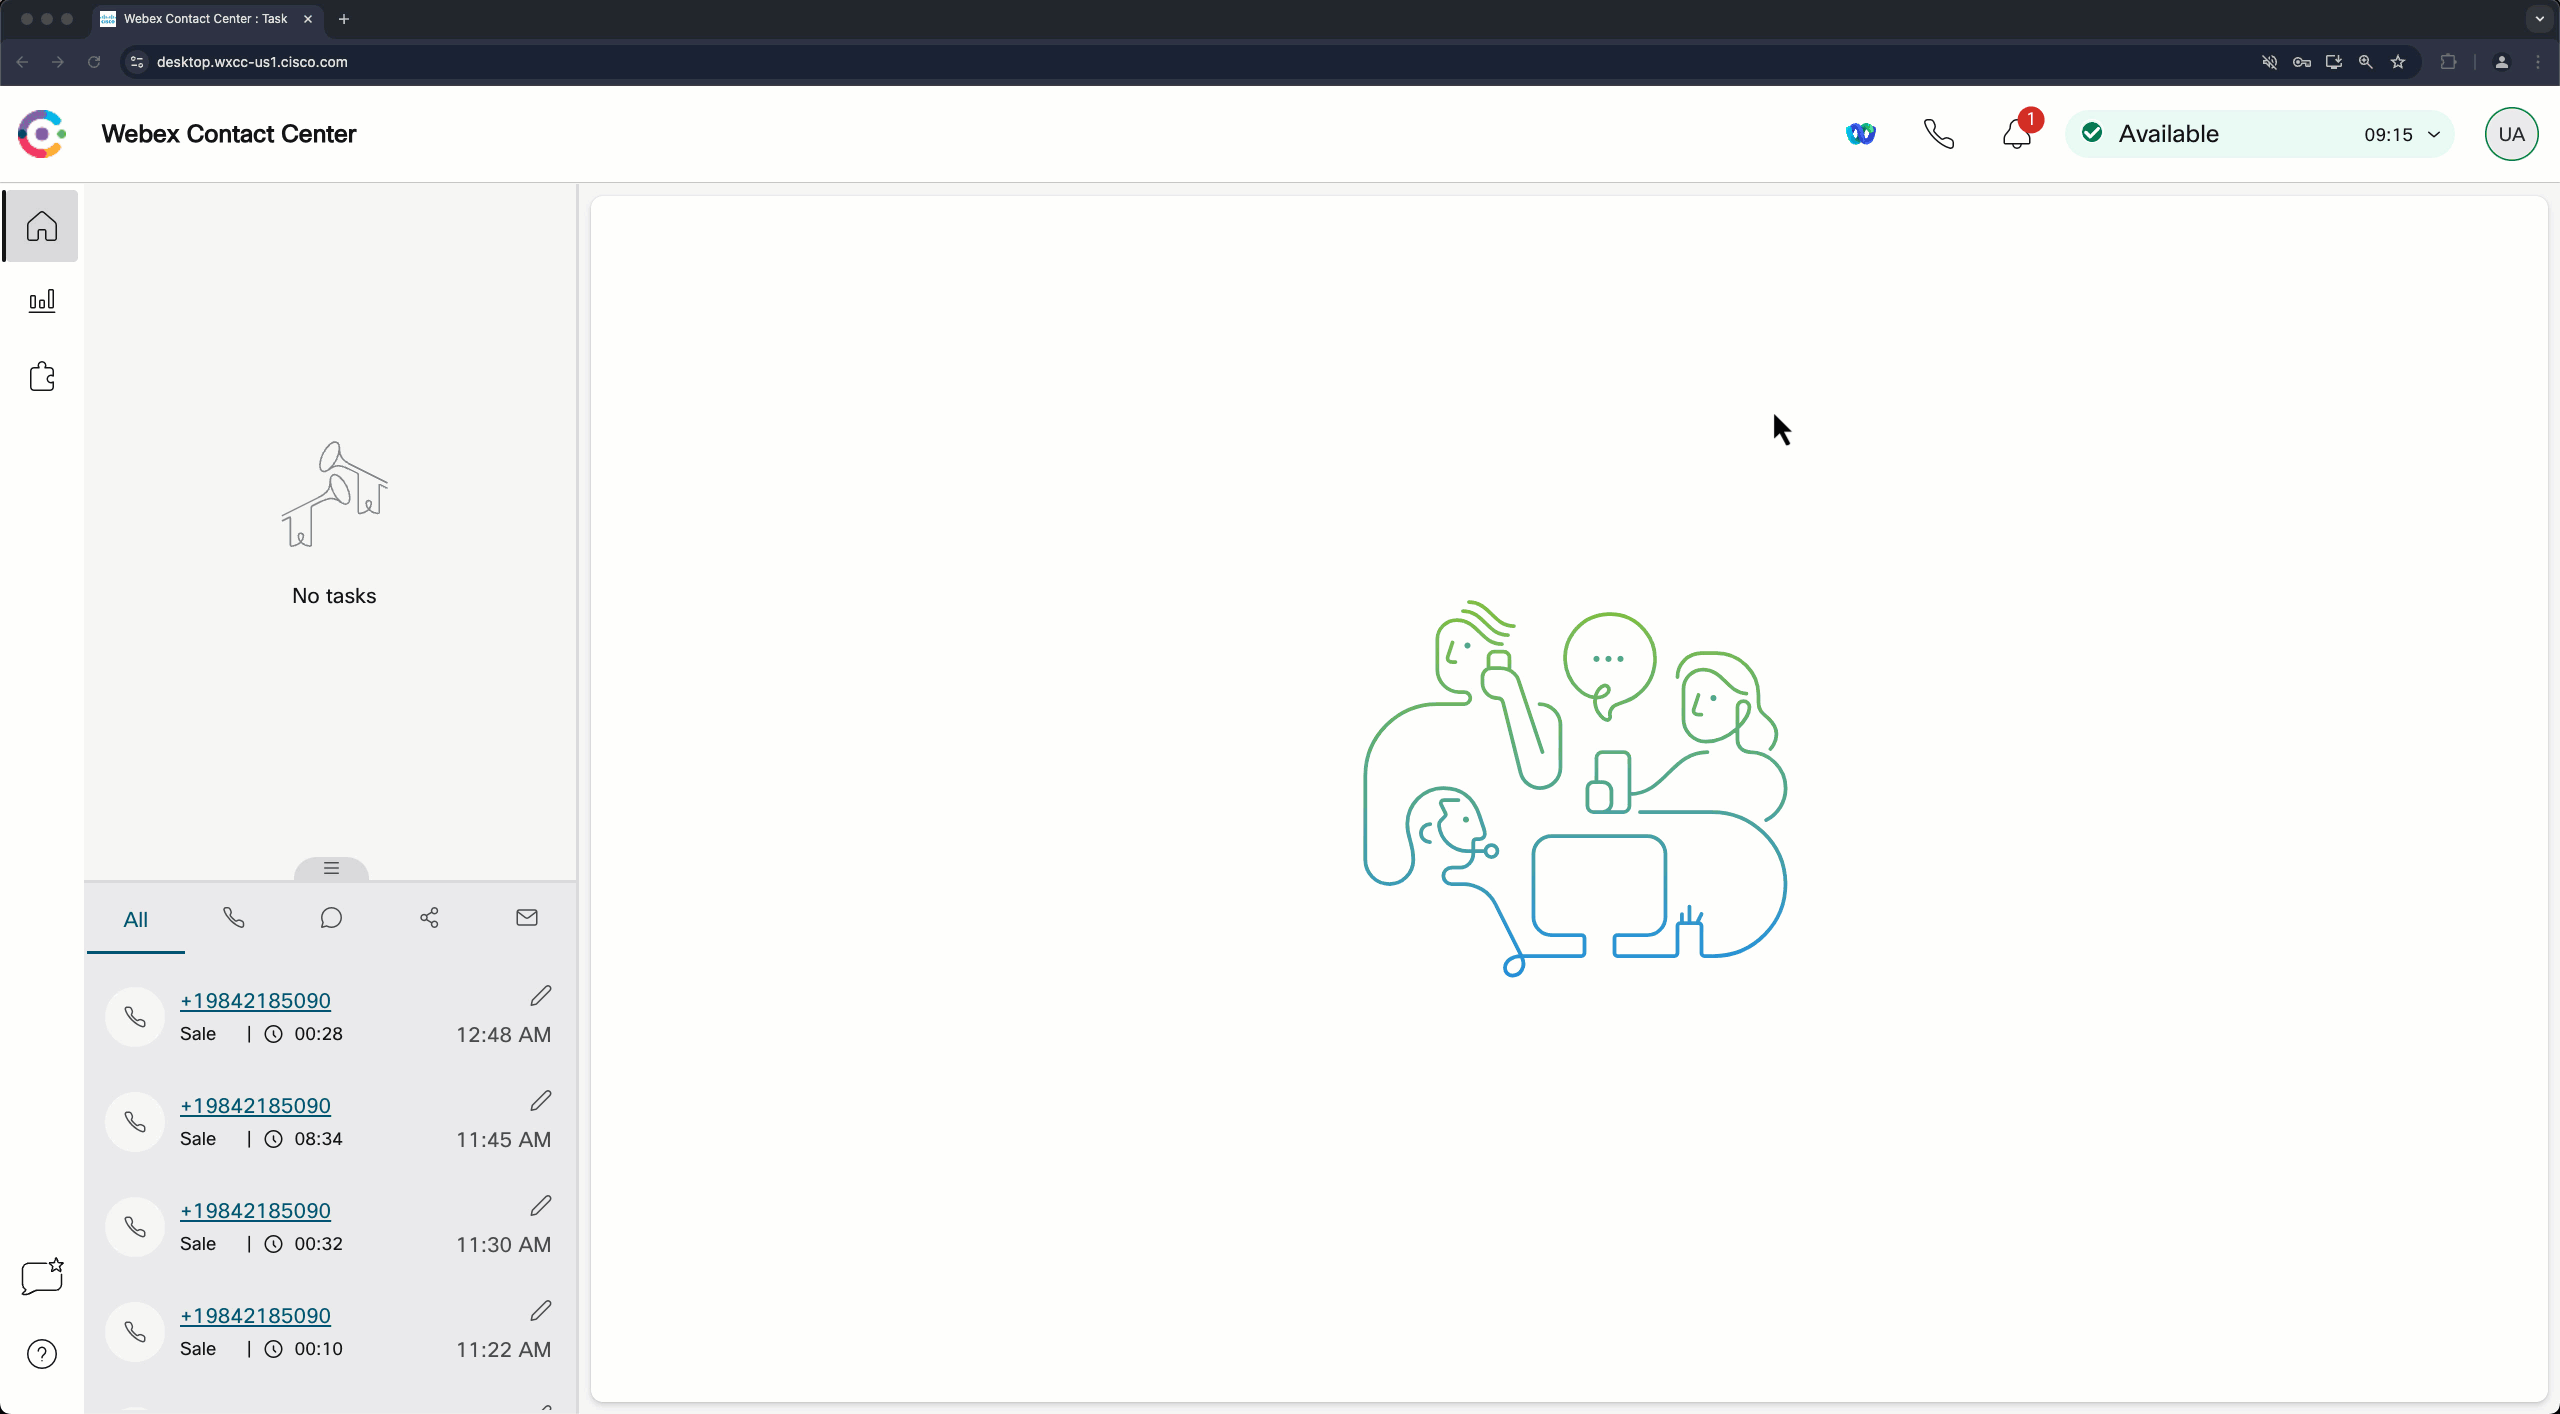 Webex Contact Center : Task
desktop.wxcc-us1.cisco.com
Webex Contact Center
1
Available 09:15
UA
No tasks
All
+19842185090
Sale | 00:28 12:48 AM
+19842185090
Sale | 08:34 11:45 AM
+19842185090
Sale | 00:32 11:30 AM
+19842185090
Sale | 00:10 11:22 AM